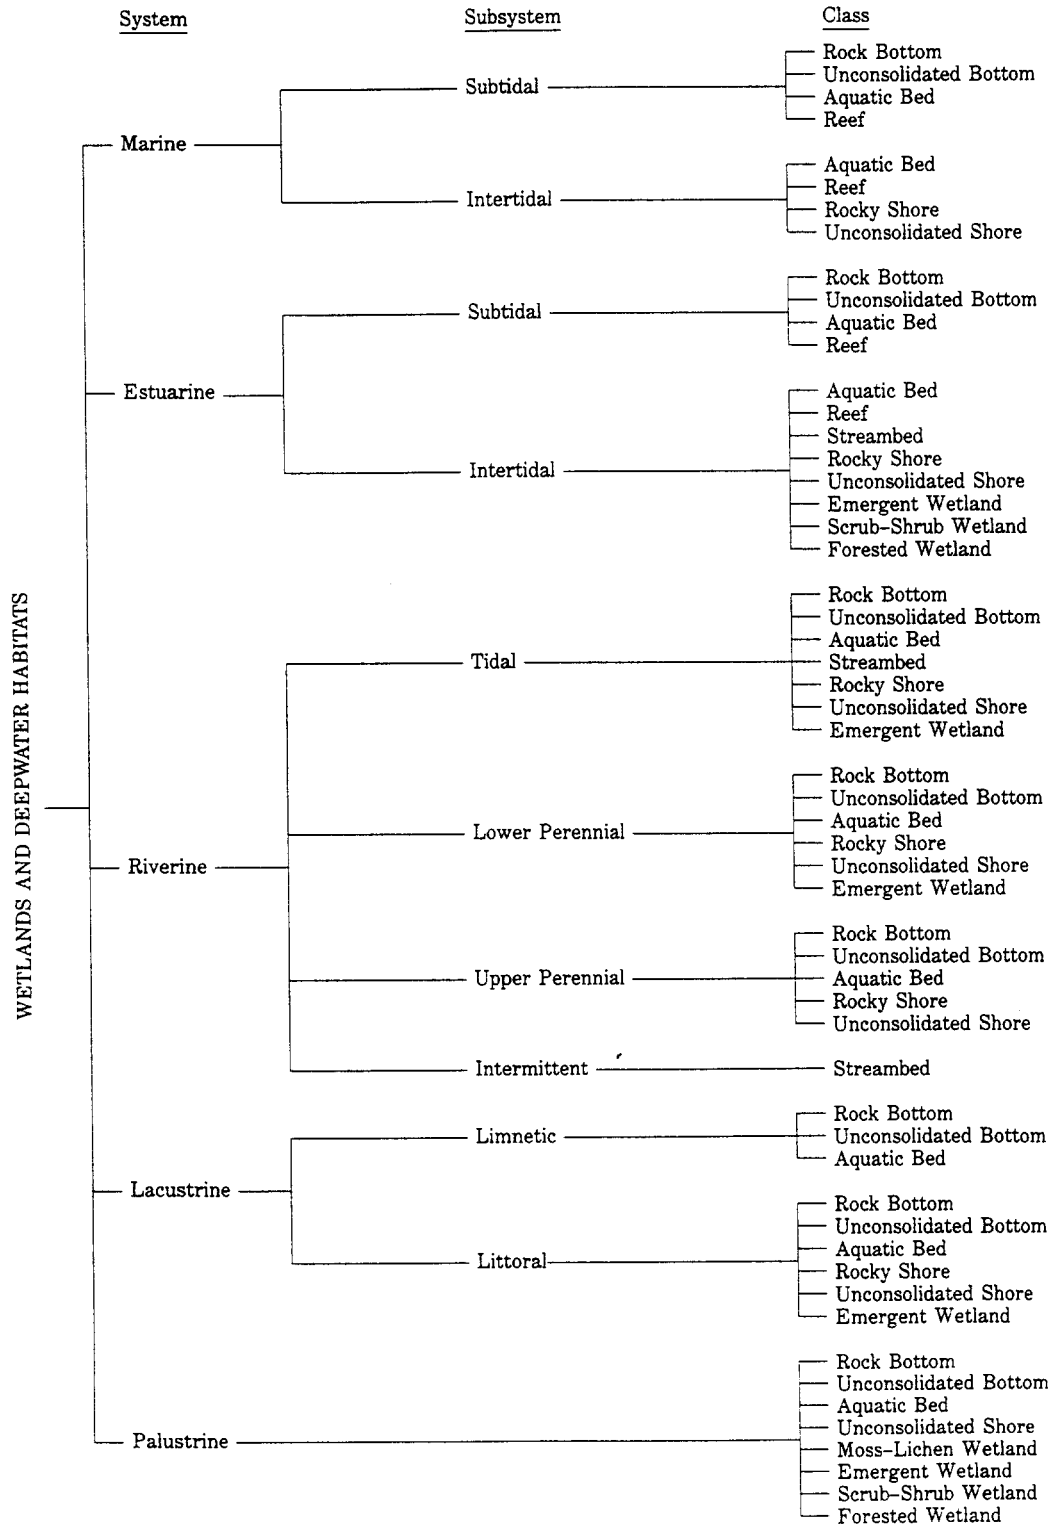 System Subsystem Class
WETLANDS AND DEEPWATER HABITATS
Marine
Subtidal
Rock Bottom
Unconsolidated Bottom
Aquatic Bed
Reef
Intertidal
Aquatic Bed
Reef
Rocky Shore
Unconsolidated Shore
Estuarine
Subtidal
Rock Bottom
Unconsolidated Bottom
Aquatic Bed
Reef
Intertidal
Aquatic Bed
Reef
Streambed
Rocky Shore
Unconsolidated Shore
Emergent Wetland
Scrub-Shrub Wetland
Forested Wetland
Riverine
Tidal
Rock Bottom
Unconsolidated Bottom
Aquatic Bed
Streambed
Rocky Shore
Unconsolidated Shore
Emergent Wetland
Lower Perennial
Rock Bottom
Unconsolidated Bottom
Aquatic Bed
Rocky Shore
Unconsolidated Shore
Emergent Wetland
Upper Perennial
Rock Bottom
Unconsolidated Bottom
Aquatic Bed
Rocky Shore
Unconsolidated Shore
Intermittent
Streambed
Lacustrine
Limnetic
Rock Bottom
Unconsolidated Bottom
Aquatic Bed
Littoral
Rock Bottom
Unconsolidated Bottom
Aquatic Bed
Rocky Shore
Unconsolidated Shore
Emergent Wetland
Palustrine
Rock Bottom
Unconsolidated Bottom
Aquatic Bed
Unconsolidated Shore
Moss-Lichen Wetland
Emergent Wetland
Scrub-Shrub Wetland
Forested Wetland